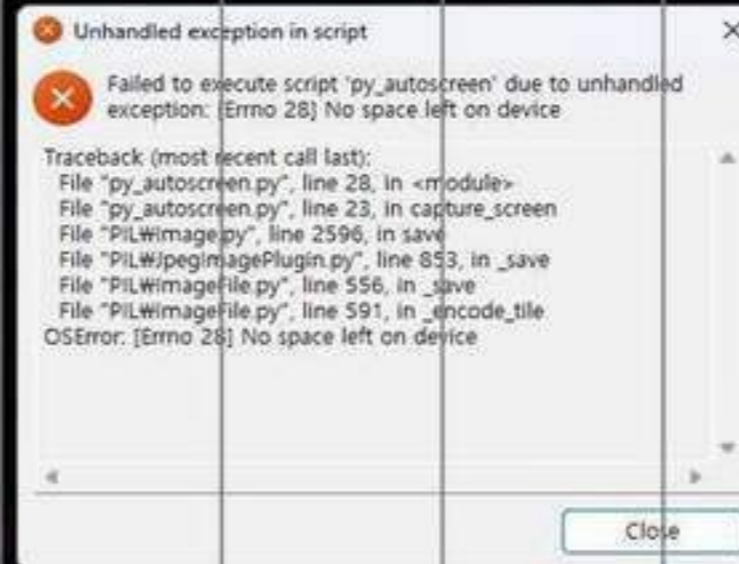 Unhandled exception in script
Failed to execute script 'py_autoscreen' due to unhandled
exception: [Errno 28] No space left on device
Traceback (most recent call last):
File "py_autoscreen.py", line 28, in <module>
File "py_autoscreen.py", line 23, in capture_screen
File "PIL₩Image.py", line 2596, in save
File "PIL₩JpegImagePlugin.py", line 853, in _save
File "PIL₩ImageFile.py", line 556, in _save
File "PIL₩ImageFile.py", line 591, in _encode_tile
OSError: [Errno 28] No space left on device
Close